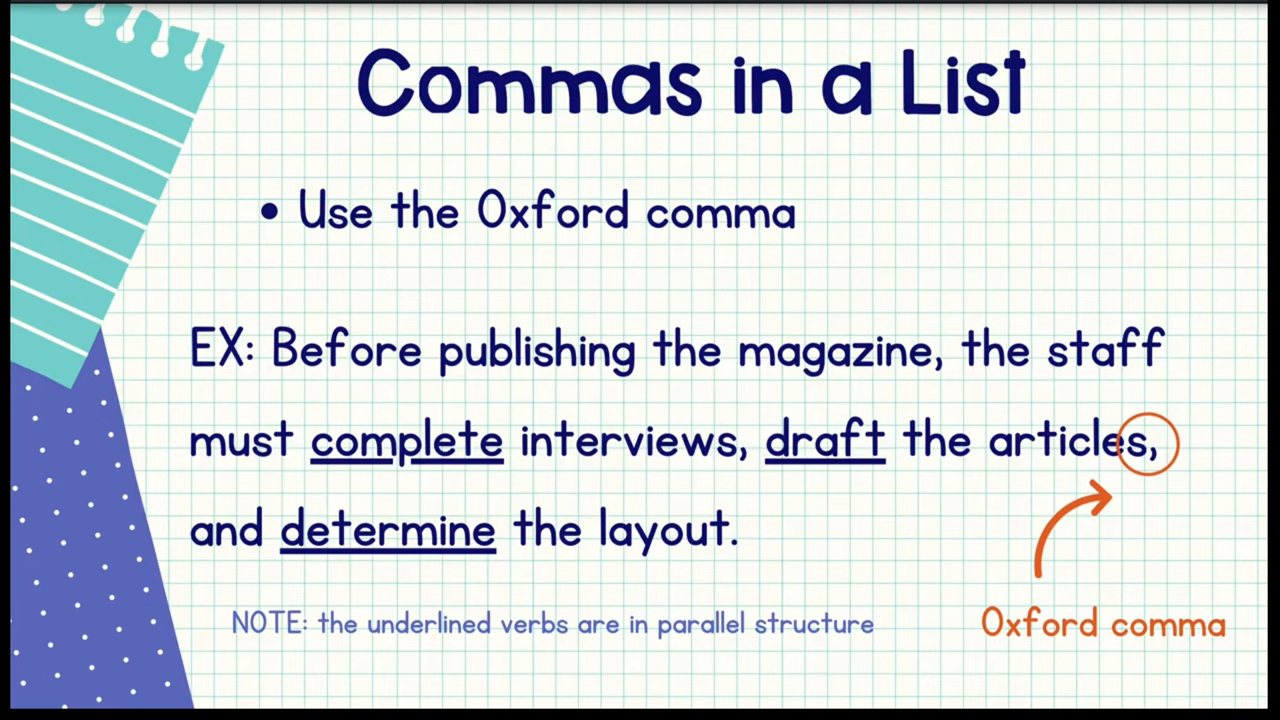 Commas in a List
• Use the Oxford comma
EX: Before publishing the magazine, the staff
must complete interviews, draft the articles,
and determine the layout.
NOTE: the underlined verbs are in parallel structure
Oxford comma